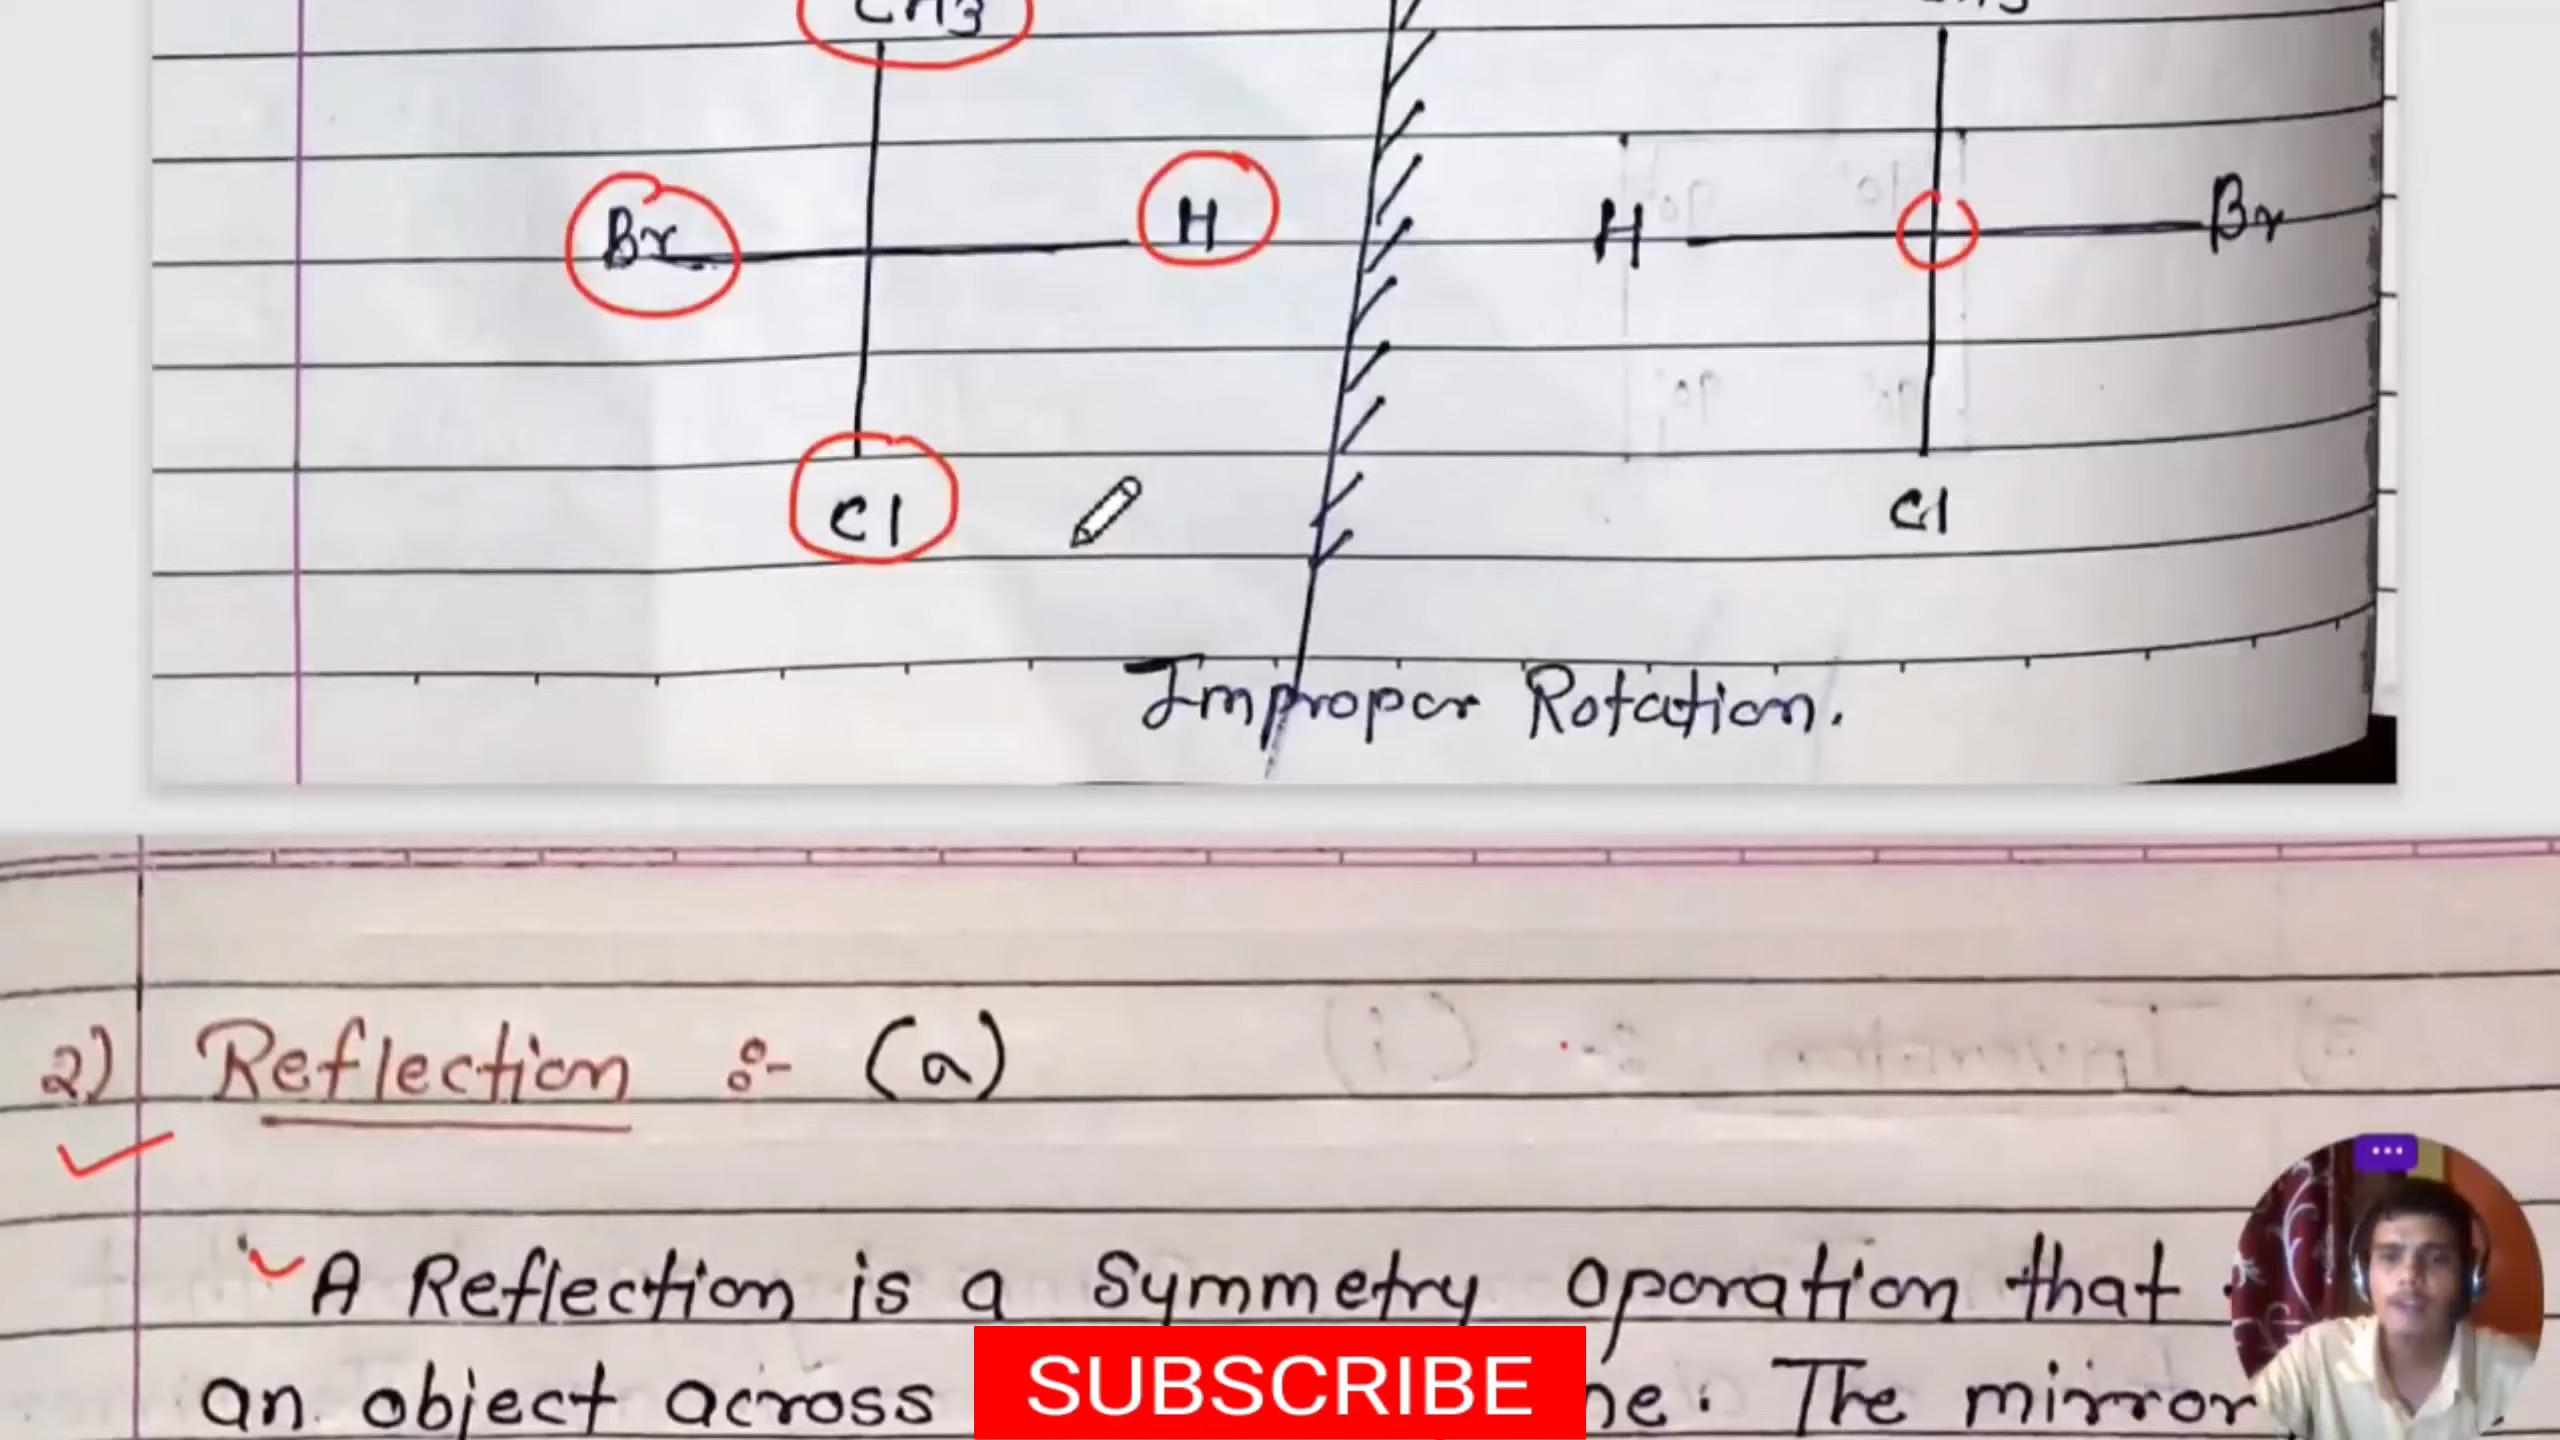 CH3
Br H H Br
Cl Cl
Improper Rotation.
2) Reflection :- (a)
A Reflection is a Symmetry operation that
an object across
SUBSCRIBE
The mirror